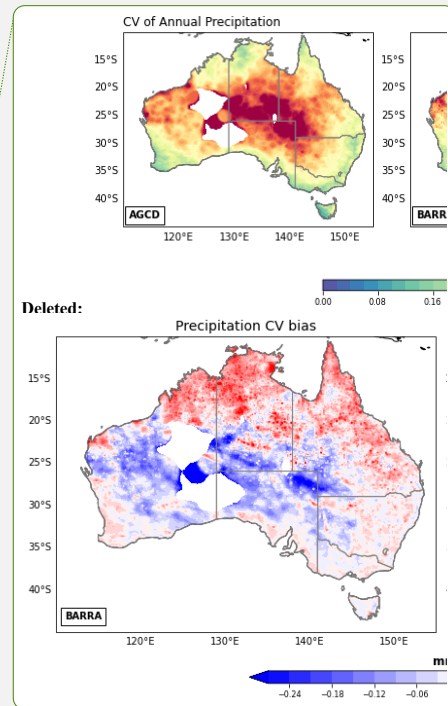 CV of Annual Precipitation
15°S
20°S
25°S
30°S
35°S
40°S
AGCD
120°E 130°E 140°E 150°E
15°S
20°S
25°S
30°S
35°S
40°S
BARR
0.00 0.08 0.16
Deleted:
Precipitation CV bias
15°S
20°S
25°S
30°S
35°S
40°S
BARRA
120°E 130°E 140°E 150°E
m
−0.24 −0.18 −0.12 −0.06